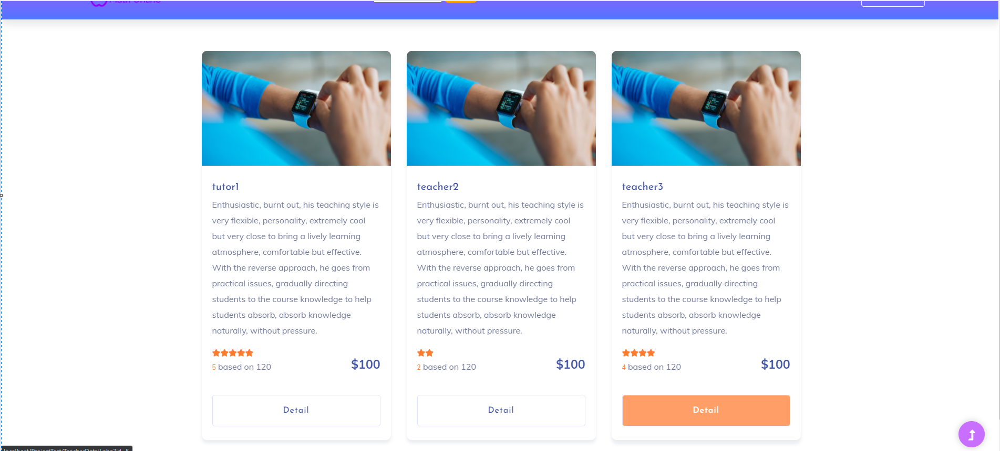 Math Online
tutor1
Enthusiastic, burnt out, his teaching style is
very flexible, personality, extremely cool
but very close to bring a lively learning
atmosphere, comfortable but effective.
With the reverse approach, he goes from
practical issues, gradually directing
students to the course knowledge to help
students absorb, absorb knowledge
naturally, without pressure.
5 based on 120
$100
Detail
teacher2
Enthusiastic, burnt out, his teaching style is
very flexible, personality, extremely cool
but very close to bring a lively learning
atmosphere, comfortable but effective.
With the reverse approach, he goes from
practical issues, gradually directing
students to the course knowledge to help
students absorb, absorb knowledge
naturally, without pressure.
2 based on 120
$100
Detail
teacher3
Enthusiastic, burnt out, his teaching style is
very flexible, personality, extremely cool
but very close to bring a lively learning
atmosphere, comfortable but effective.
With the reverse approach, he goes from
practical issues, gradually directing
students to the course knowledge to help
students absorb, absorb knowledge
naturally, without pressure.
4 based on 120
$100
Detail
localhost/ProjectTest/TeacherDetail.php?id=5